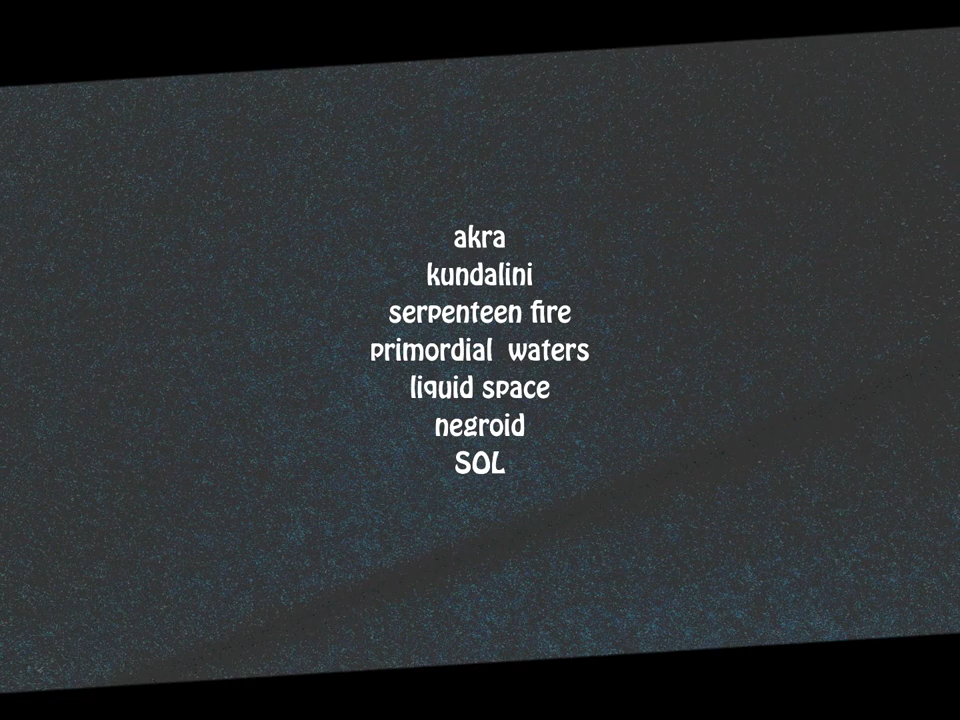 akra
kundalini
serpenteen fire
primordial  waters
liquid space
negroid
SOL